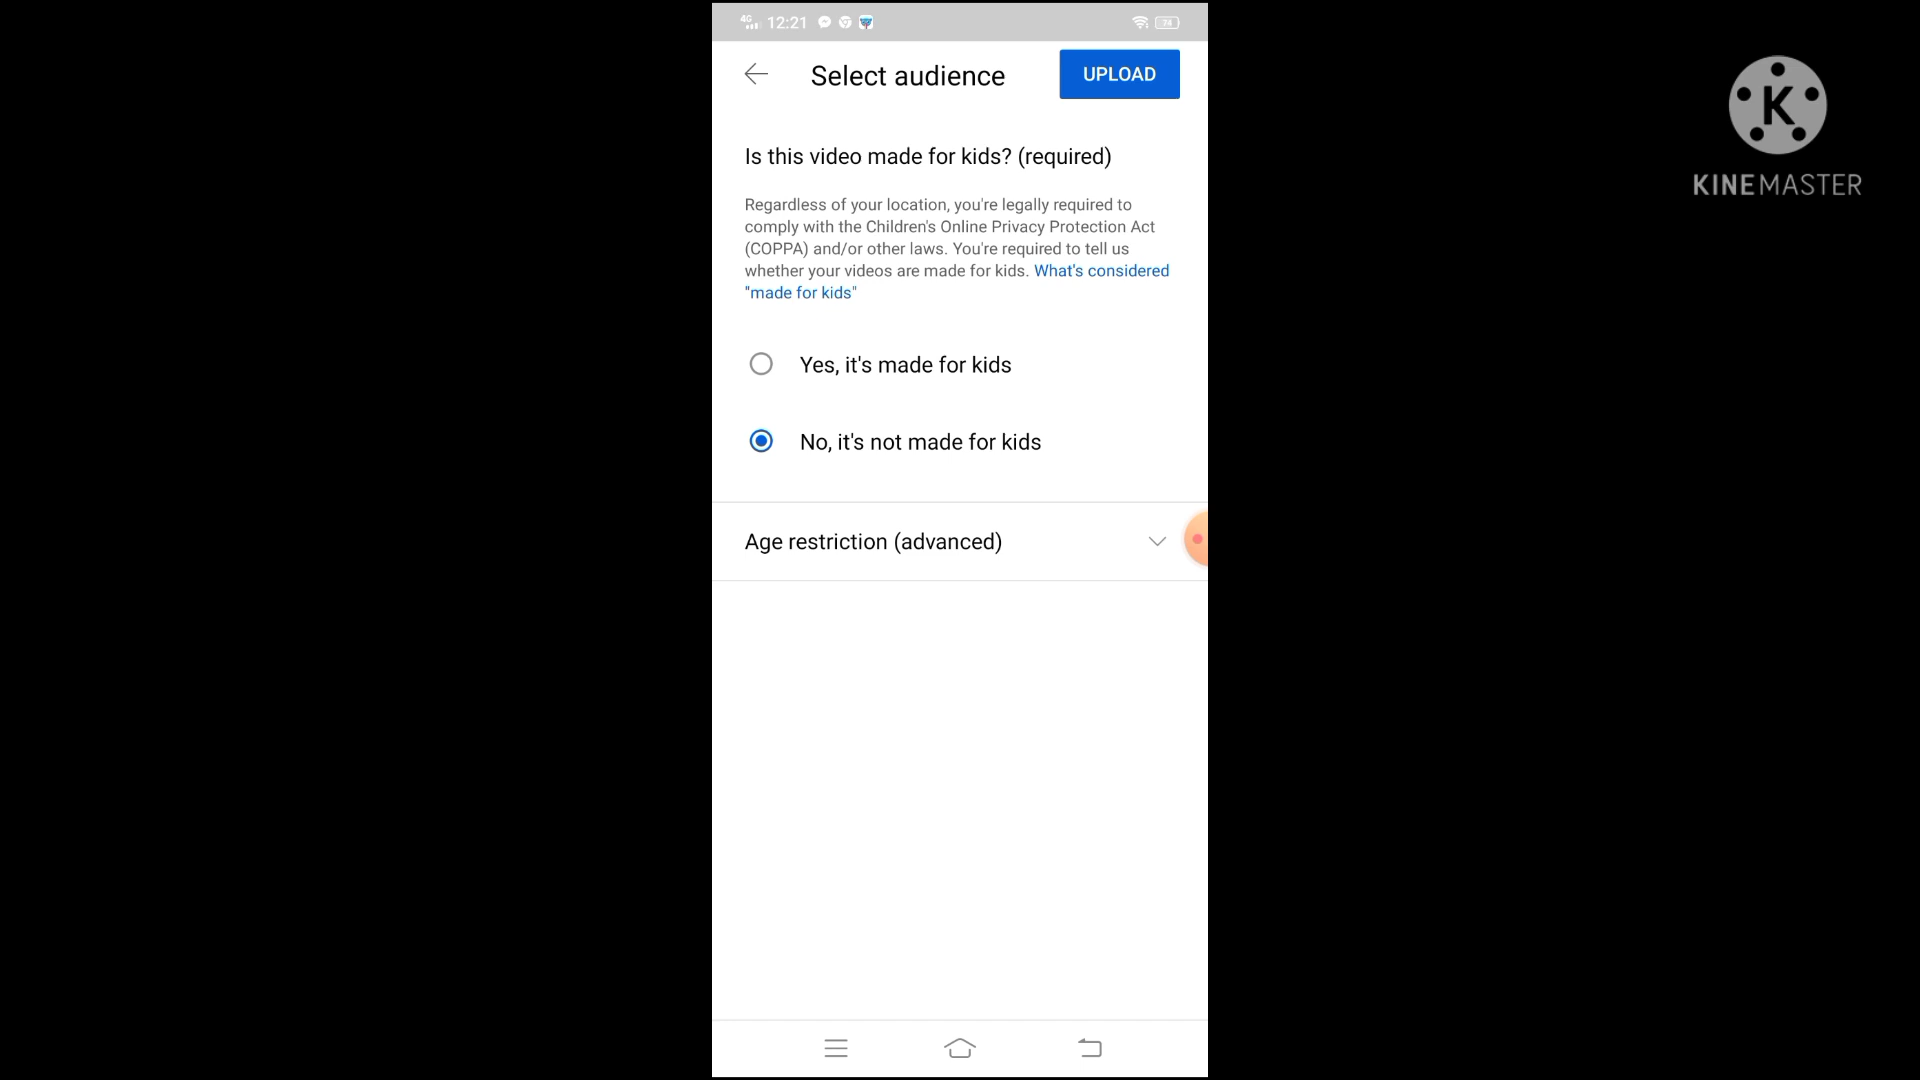 4G 12:21 74
Select audience
UPLOAD
K
KINEMASTER
Is this video made for kids? (required)
Regardless of your location, you're legally required to
comply with the Children's Online Privacy Protection Act
(COPPA) and/or other laws. You're required to tell us
whether your videos are made for kids. What's considered
"made for kids"
Yes, it's made for kids
No, it's not made for kids
Age restriction (advanced)